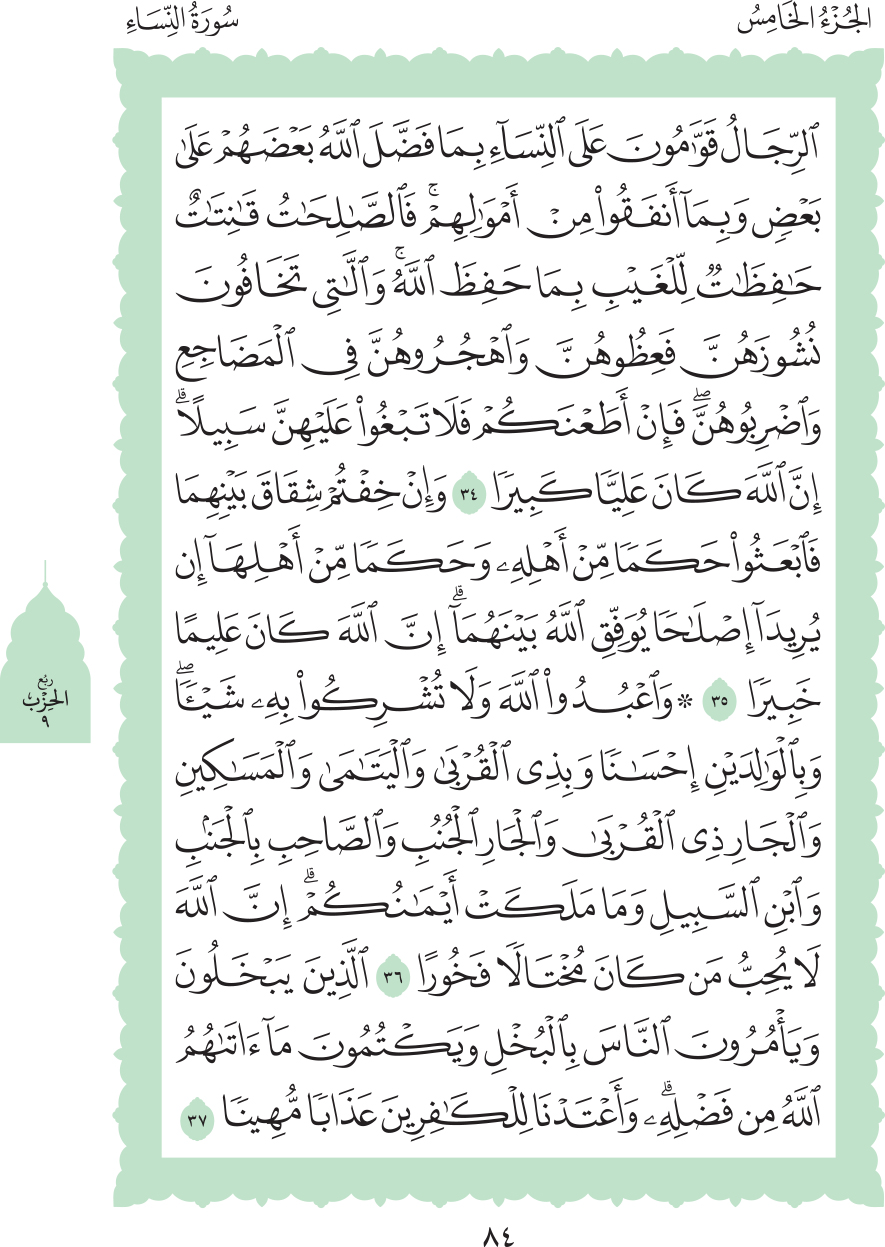 الجُزْءُ الخَامِسُ
سُورَةُ النِّسَاءِ
ٱلرِّجَالُ قَوَّٰمُونَ عَلَى ٱلنِّسَآءِ بِمَا فَضَّلَ ٱللَّهُ بَعْضَهُمْ عَلَىٰ
بَعْضٍ وَبِمَآ أَنفَقُوا۟ مِنْ أَمْوَٰلِهِمْ ۚ فَٱلصَّٰلِحَٰتُ قَٰنِتَٰتٌ
حَٰفِظَٰتٌ لِّلْغَيْبِ بِمَا حَفِظَ ٱللَّهُ ۚ وَٱلَّٰتِى تَخَافُونَ
نُشُوزَهُنَّ فَعِظُوهُنَّ وَٱهْجُرُوهُنَّ فِى ٱلْمَضَاجِعِ
وَٱضْرِبُوهُنَّ ۖ فَإِنْ أَطَعْنَكُمْ فَلَا تَبْغُوا۟ عَلَيْهِنَّ سَبِيلًا ۗ
إِنَّ ٱللَّهَ كَانَ عَلِيًّا كَبِيرًا ٣٤ وَإِنْ خِفْتُمْ شِقَاقَ بَيْنِهِمَا
فَٱبْعَثُوا۟ حَكَمًا مِّنْ أَهْلِهِۦ وَحَكَمًا مِّنْ أَهْلِهَآ إِن
يُرِيدَآ إِصْلَٰحًا يُوَفِّقِ ٱللَّهُ بَيْنَهُمَآ ۗ إِنَّ ٱللَّهَ كَانَ عَلِيمًا
خَبِيرًا ٣٥ ۞ وَٱعْبُدُوا۟ ٱللَّهَ وَلَا تُشْرِكُوا۟ بِهِۦ شَيْـًٔا ۖ
وَبِٱلْوَٰلِدَيْنِ إِحْسَٰنًا وَبِذِى ٱلْقُرْبَىٰ وَٱلْيَتَٰمَىٰ وَٱلْمَسَٰكِينِ
وَٱلْجَارِ ذِى ٱلْقُرْبَىٰ وَٱلْجَارِ ٱلْجُنُبِ وَٱلصَّاحِبِ بِٱلْجَنۢبِ
وَٱبْنِ ٱلسَّبِيلِ وَمَا مَلَكَتْ أَيْمَٰنُكُمْ ۗ إِنَّ ٱللَّهَ
لَا يُحِبُّ مَن كَانَ مُخْتَالًا فَخُورًا ٣٦ ٱلَّذِينَ يَبْخَلُونَ
وَيَأْمُرُونَ ٱلنَّاسَ بِٱلْبُخْلِ وَيَكْتُمُونَ مَآ ءَاتَىٰهُمُ
ٱللَّهُ مِن فَضْلِهِۦ ۗ وَأَعْتَدْنَا لِلْكَٰفِرِينَ عَذَابًا مُّهِينًا ٣٧
رُبْع
الحِزْب
٩
٨٤